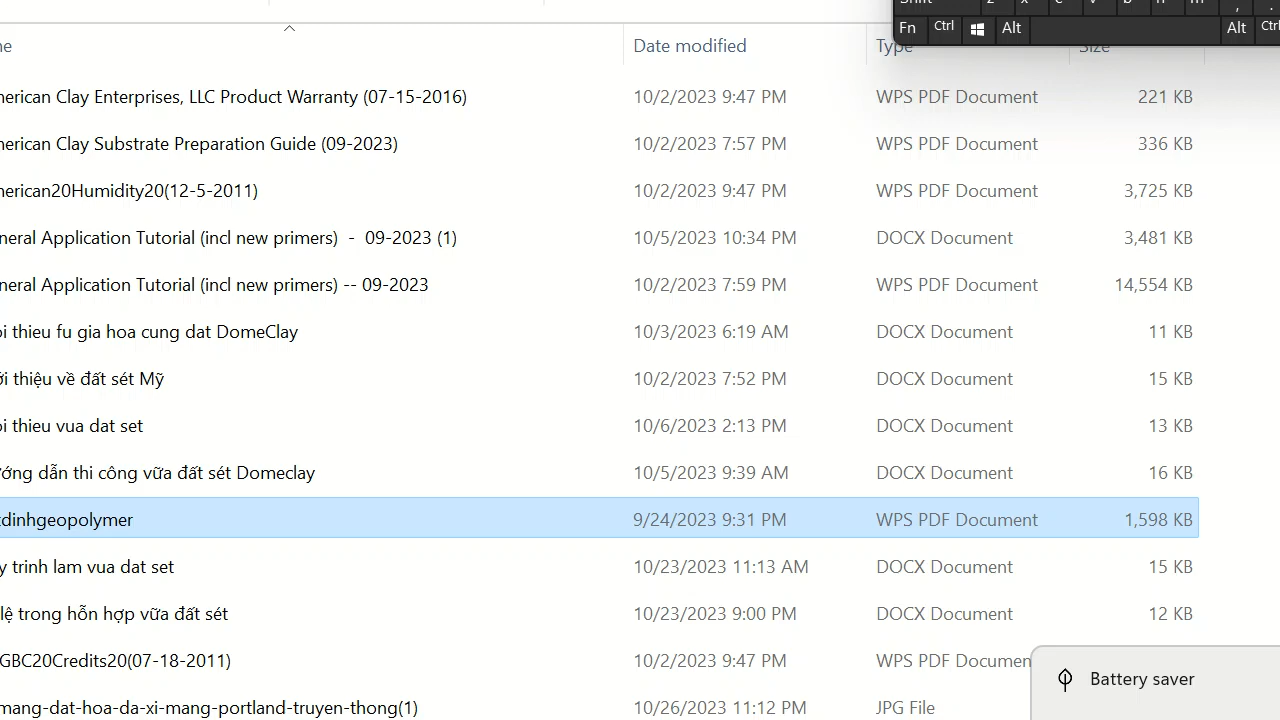 Fn Ctrl Alt Alt
me Date modified Type Size
merican Clay Enterprises, LLC Product Warranty (07-15-2016) 10/2/2023 9:47 PM WPS PDF Document 221 KB
merican Clay Substrate Preparation Guide (09-2023) 10/2/2023 7:57 PM WPS PDF Document 336 KB
merican20Humidity20(12-5-2011) 10/2/2023 9:47 PM WPS PDF Document 3,725 KB
neral Application Tutorial (incl new primers) - 09-2023 (1) 10/5/2023 10:34 PM DOCX Document 3,481 KB
neral Application Tutorial (incl new primers) -- 09-2023 10/2/2023 7:59 PM WPS PDF Document 14,554 KB
oi thieu fu gia hoa cung dat DomeClay 10/3/2023 6:19 AM DOCX Document 11 KB
ới thiệu về đất sét Mỹ 10/2/2023 7:52 PM DOCX Document 15 KB
oi thieu vua dat set 10/6/2023 2:13 PM DOCX Document 13 KB
ướng dẫn thi công vữa đất sét Domeclay 10/5/2023 9:39 AM DOCX Document 16 KB
dinhgeopolymer 9/24/2023 9:31 PM WPS PDF Document 1,598 KB
y trinh lam vua dat set 10/23/2023 11:13 AM DOCX Document 15 KB
lệ trong hỗn hợp vữa đất sét 10/23/2023 9:00 PM DOCX Document 12 KB
GBC20Credits20(07-18-2011) 10/2/2023 9:47 PM WPS PDF Documen
mang-dat-hoa-da-xi-mang-portland-truyen-thong(1) 10/26/2023 11:12 PM JPG File
Battery saver